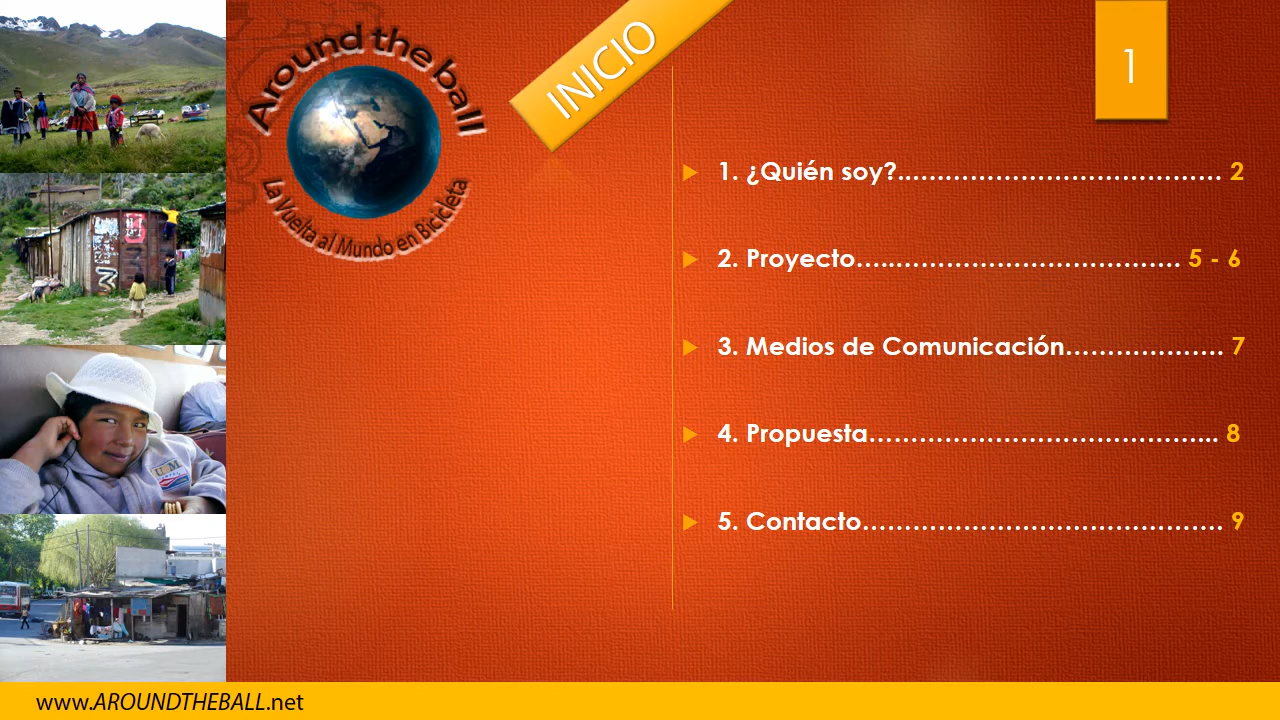 Around the ball
La Vuelta al Mundo en Bicicleta
INICIO
1
1. ¿Quién soy?..………………………………. 2
2. Proyecto…..……………………………. 5 - 6
3. Medios de Comunicación………………. 7
4. Propuesta…………………………………... 8
5. Contacto……………………………………. 9
www.AROUNDTHEBALL.net